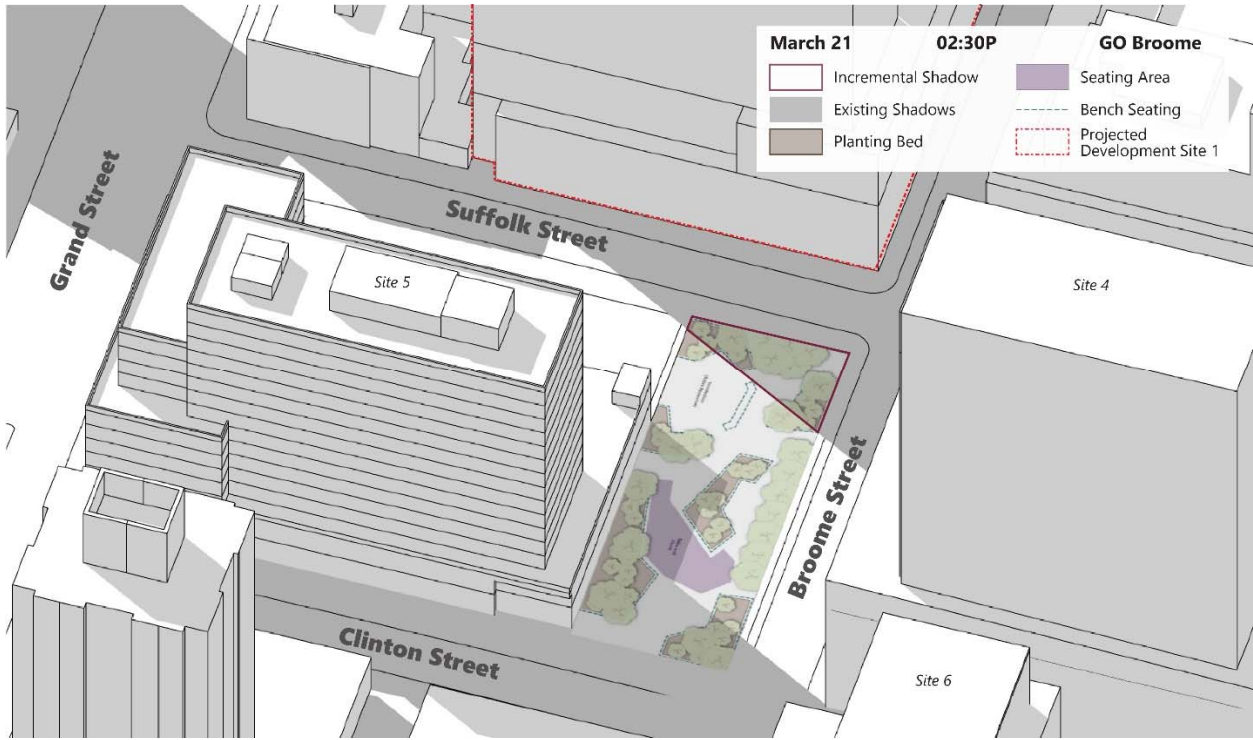 March 21 02:30P GO Broome
Incremental Shadow
Seating Area
Existing Shadows
Bench Seating
Planting Bed
Projected
Development Site 1
Grand Street
Suffolk Street
Site 5
Site 4
Broome Street
Clinton Street
Site 6